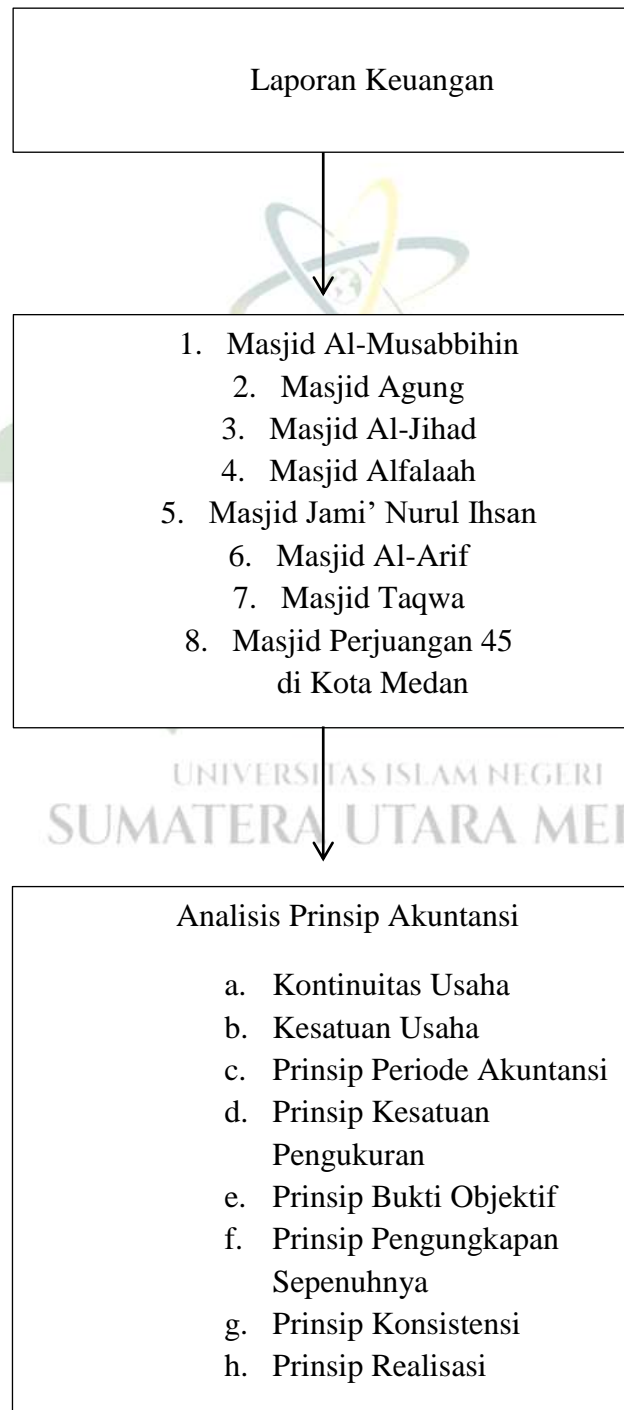 Laporan Keuangan
1. Masjid Al-Musabbihin
2. Masjid Agung
3. Masjid Al-Jihad
4. Masjid Alfalaah
5. Masjid Jami’ Nurul Ihsan
6. Masjid Al-Arif
7. Masjid Taqwa
8. Masjid Perjuangan 45
di Kota Medan
UNIVERSITAS ISLAM NEGERI
SUMATERA UTARA
Analisis Prinsip Akuntansi
a. Kontinuitas Usaha
b. Kesatuan Usaha
c. Prinsip Periode Akuntansi
d. Prinsip Kesatuan
Pengukuran
e. Prinsip Bukti Objektif
f. Prinsip Pengungkapan
Sepenuhnya
g. Prinsip Konsistensi
h. Prinsip Realisasi